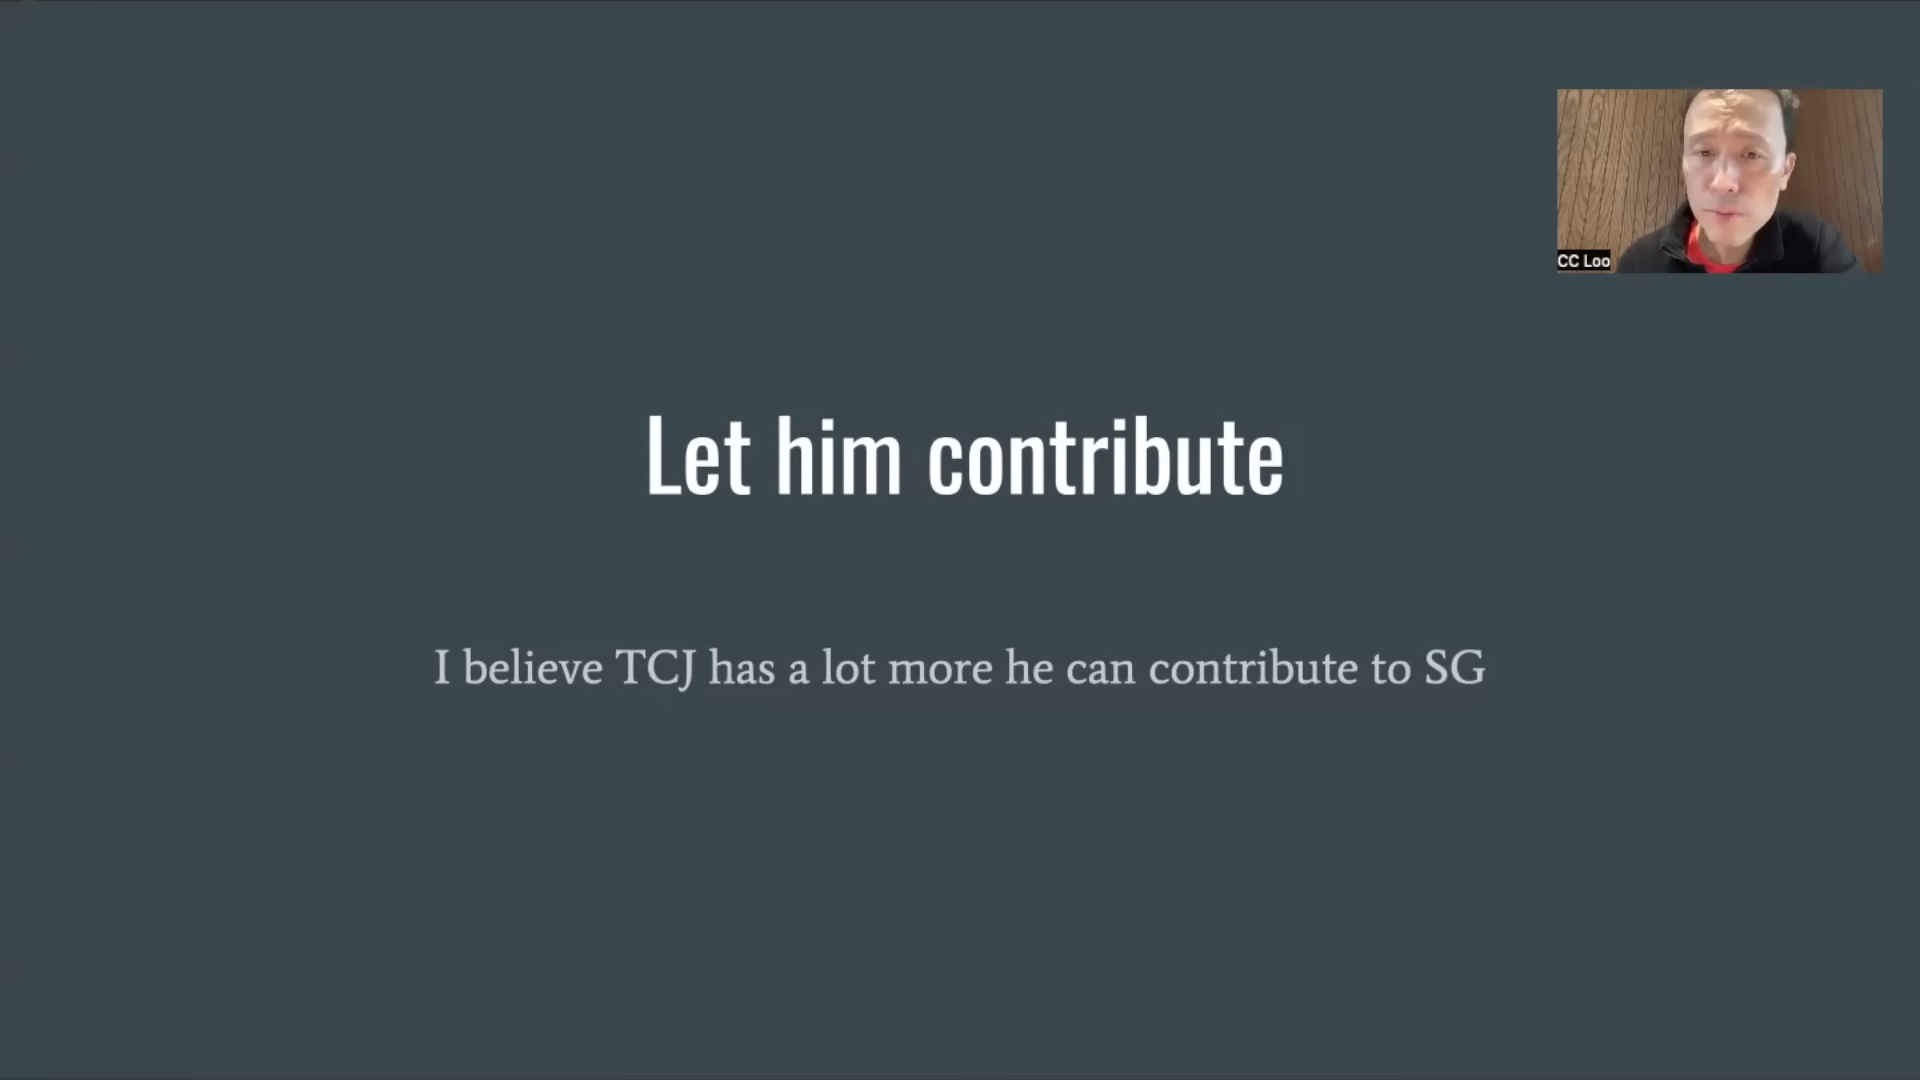 CC Loo
Let him contribute
I believe TCJ has a lot more he can contribute to SG